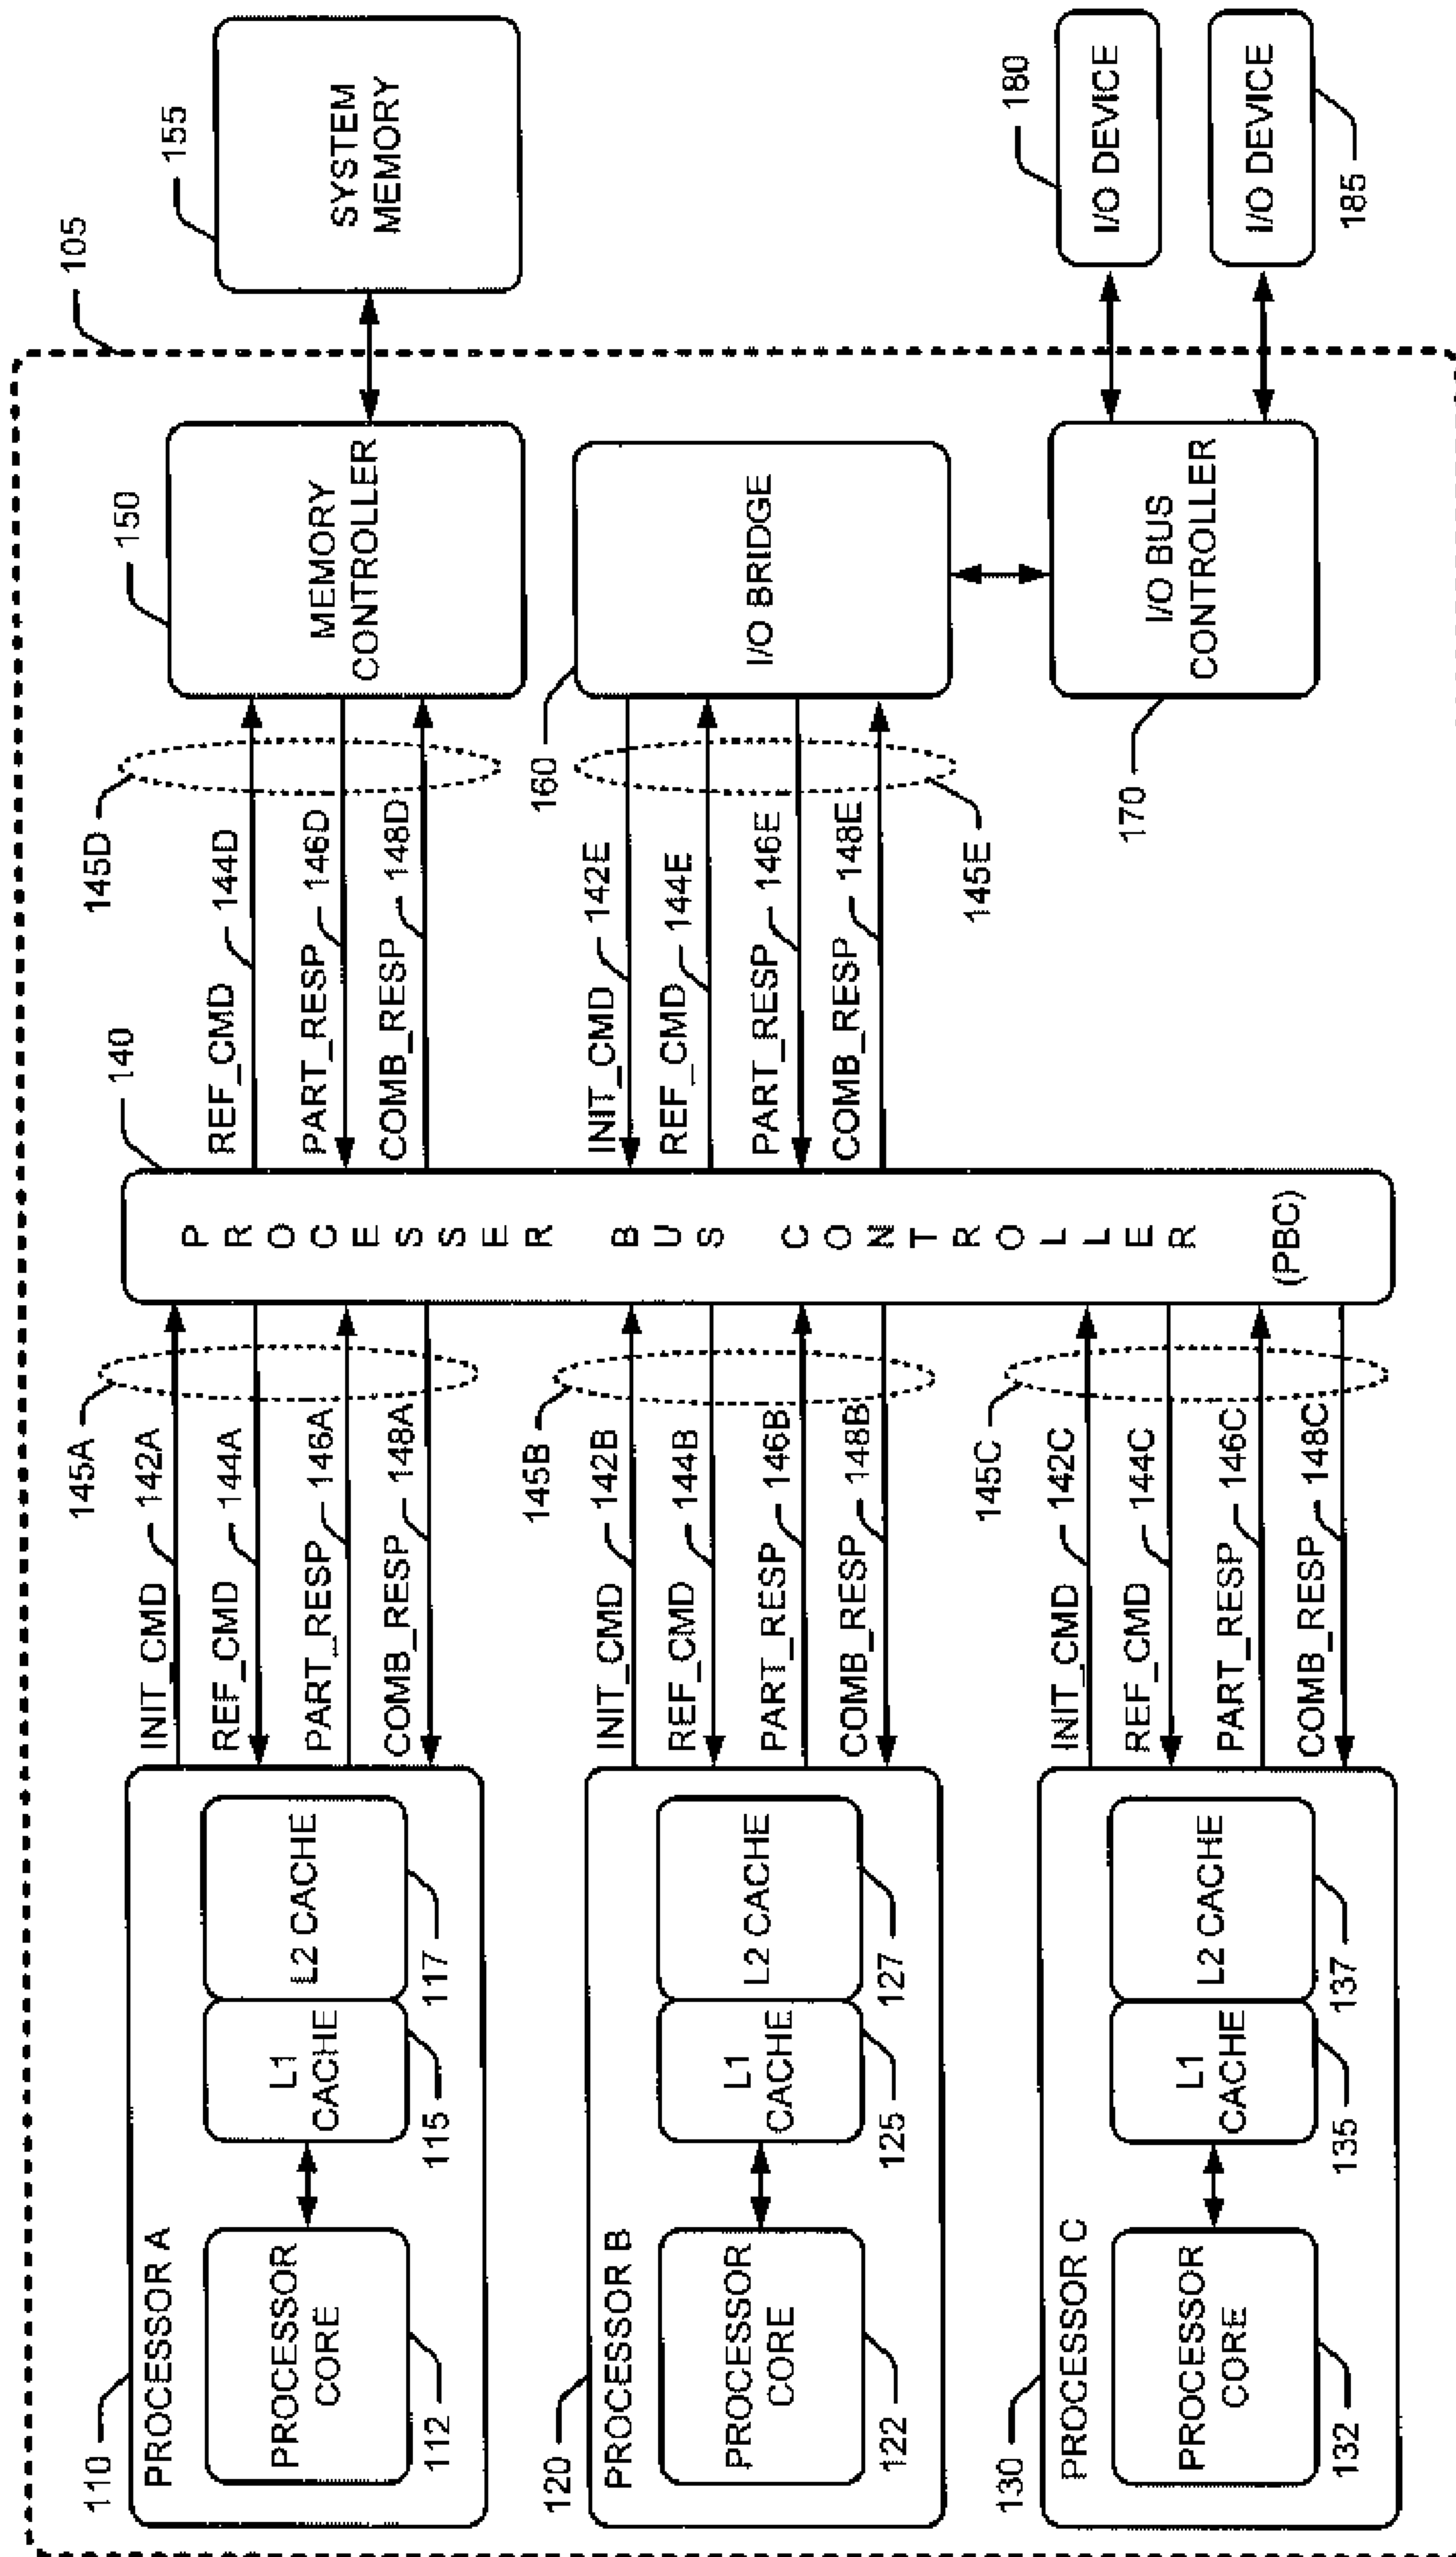 105
110
PROCESSOR A
PROCESSOR
CORE
112
L1
CACHE
115
L2 CACHE
117
145A
INIT_CMD
142A
REF_CMD
144A
PART_RESP
146A
COMB_RESP
148A
120
PROCESSOR B
PROCESSOR
CORE
122
L1
CACHE
125
L2 CACHE
127
145B
INIT_CMD
142B
REF_CMD
144B
PART_RESP
146B
COMB_RESP
148B
130
PROCESSOR C
PROCESSOR
CORE
132
L1
CACHE
135
L2 CACHE
137
145C
INIT_CMD
142C
REF_CMD
144C
PART_RESP
146C
COMB_RESP
148C
140
PROCESSER BUS CONTROLLER
(PBC)
145D
REF_CMD
144D
PART_RESP
146D
COMB_RESP
148D
150
MEMORY
CONTROLLER
155
SYSTEM
MEMORY
INIT_CMD
142E
REF_CMD
144E
PART_RESP
146E
COMB_RESP
148E
145E
160
I/O BRIDGE
170
I/O BUS
CONTROLLER
180
I/O DEVICE
I/O DEVICE
185